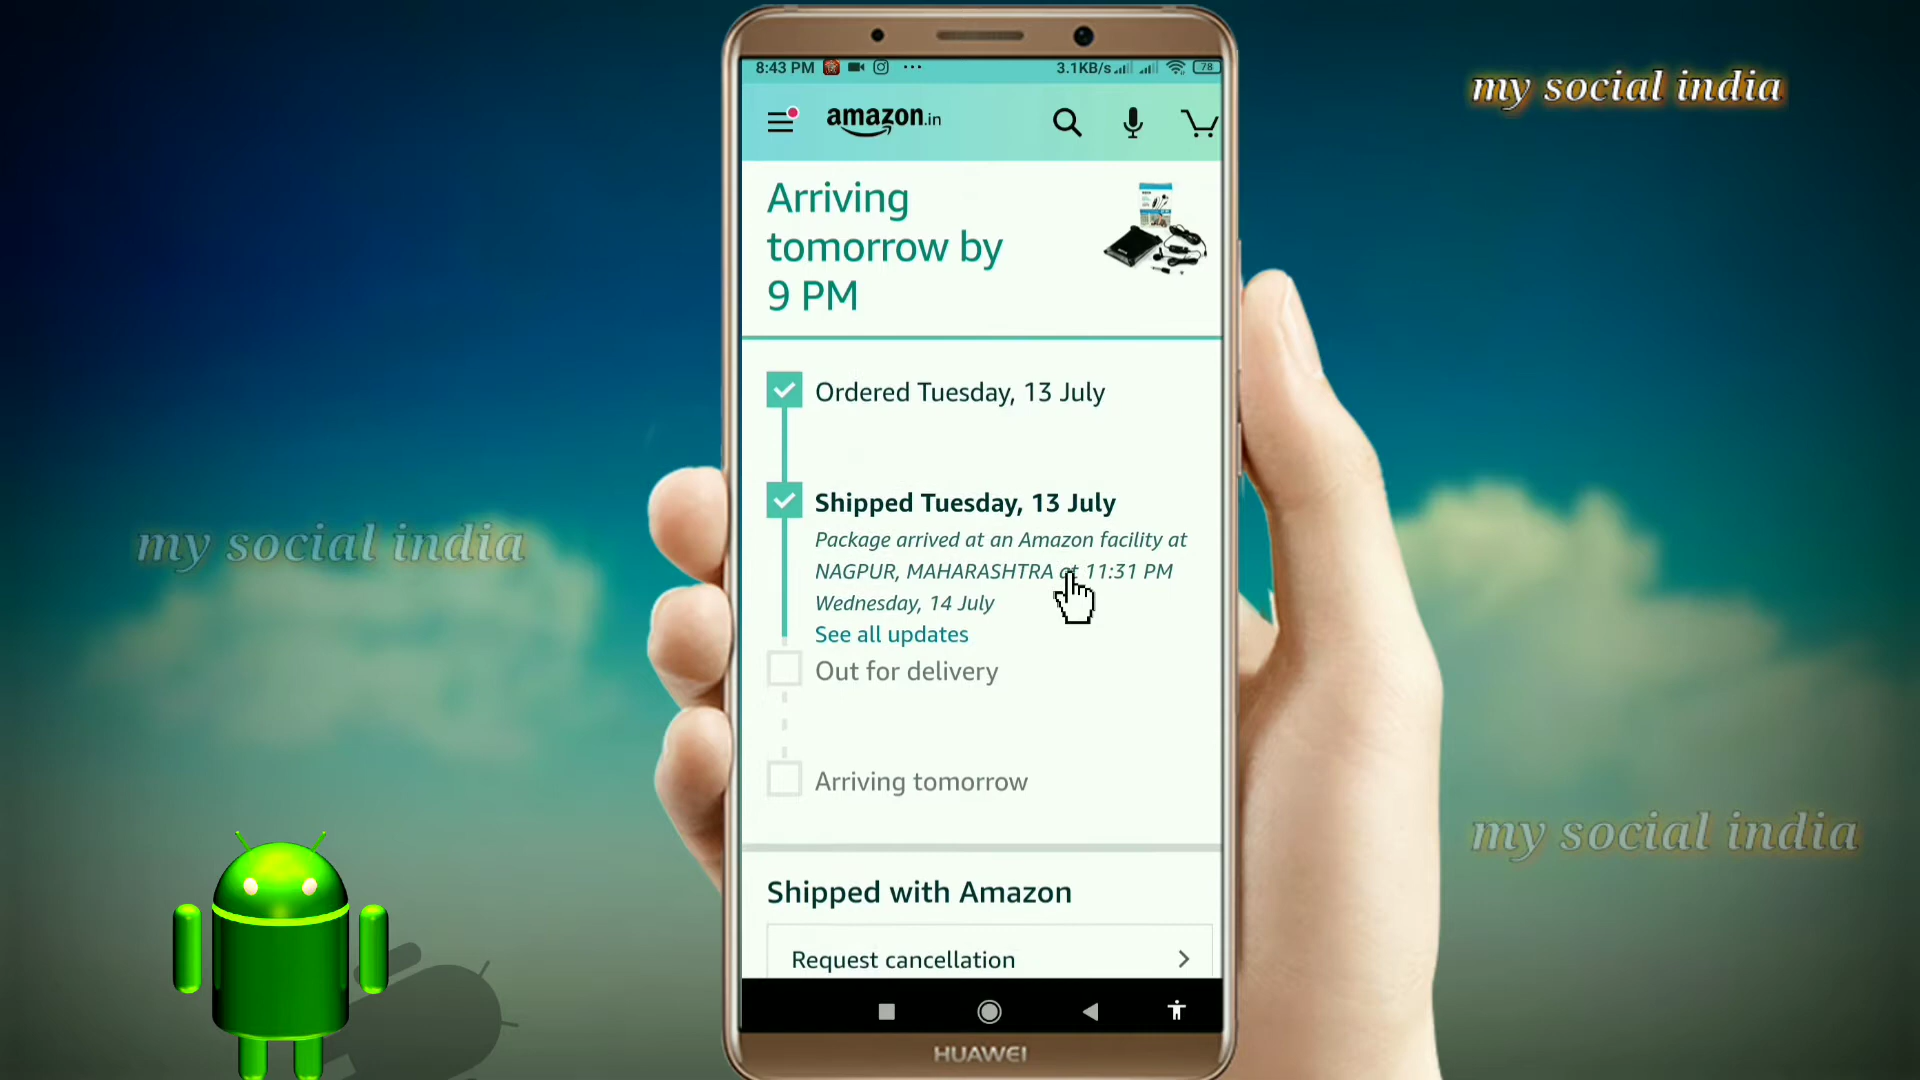 8:43 PM ... 3.1KB/s 78
my social india
amazon.in
Arriving
tomorrow by
9 PM
Ordered Tuesday, 13 July
Shipped Tuesday, 13 July
Package arrived at an Amazon facility at
NAGPUR, MAHARASHTRA at 11:31 PM
Wednesday, 14 July
See all updates
my social india
Out for delivery
Arriving tomorrow
my social india
Shipped with Amazon
Request cancellation
HUAWEI